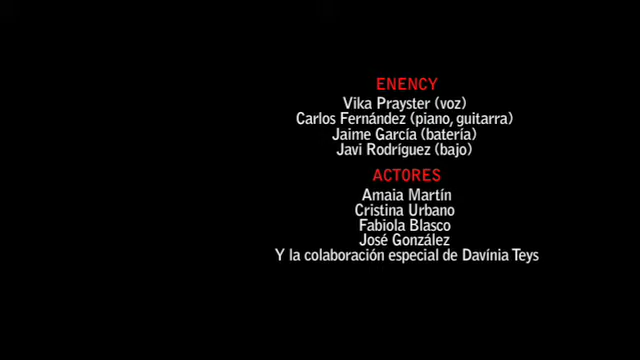 ENENCY
Vika Prayster (voz)
Carlos Fernández (piano, guitarra)
Jaime García (batería)
Javi Rodríguez (bajo)
ACTORES
Amaia Martín
Cristina Urbano
Fabiola Blasco
José González
Y la colaboración especial de Davínia Teys